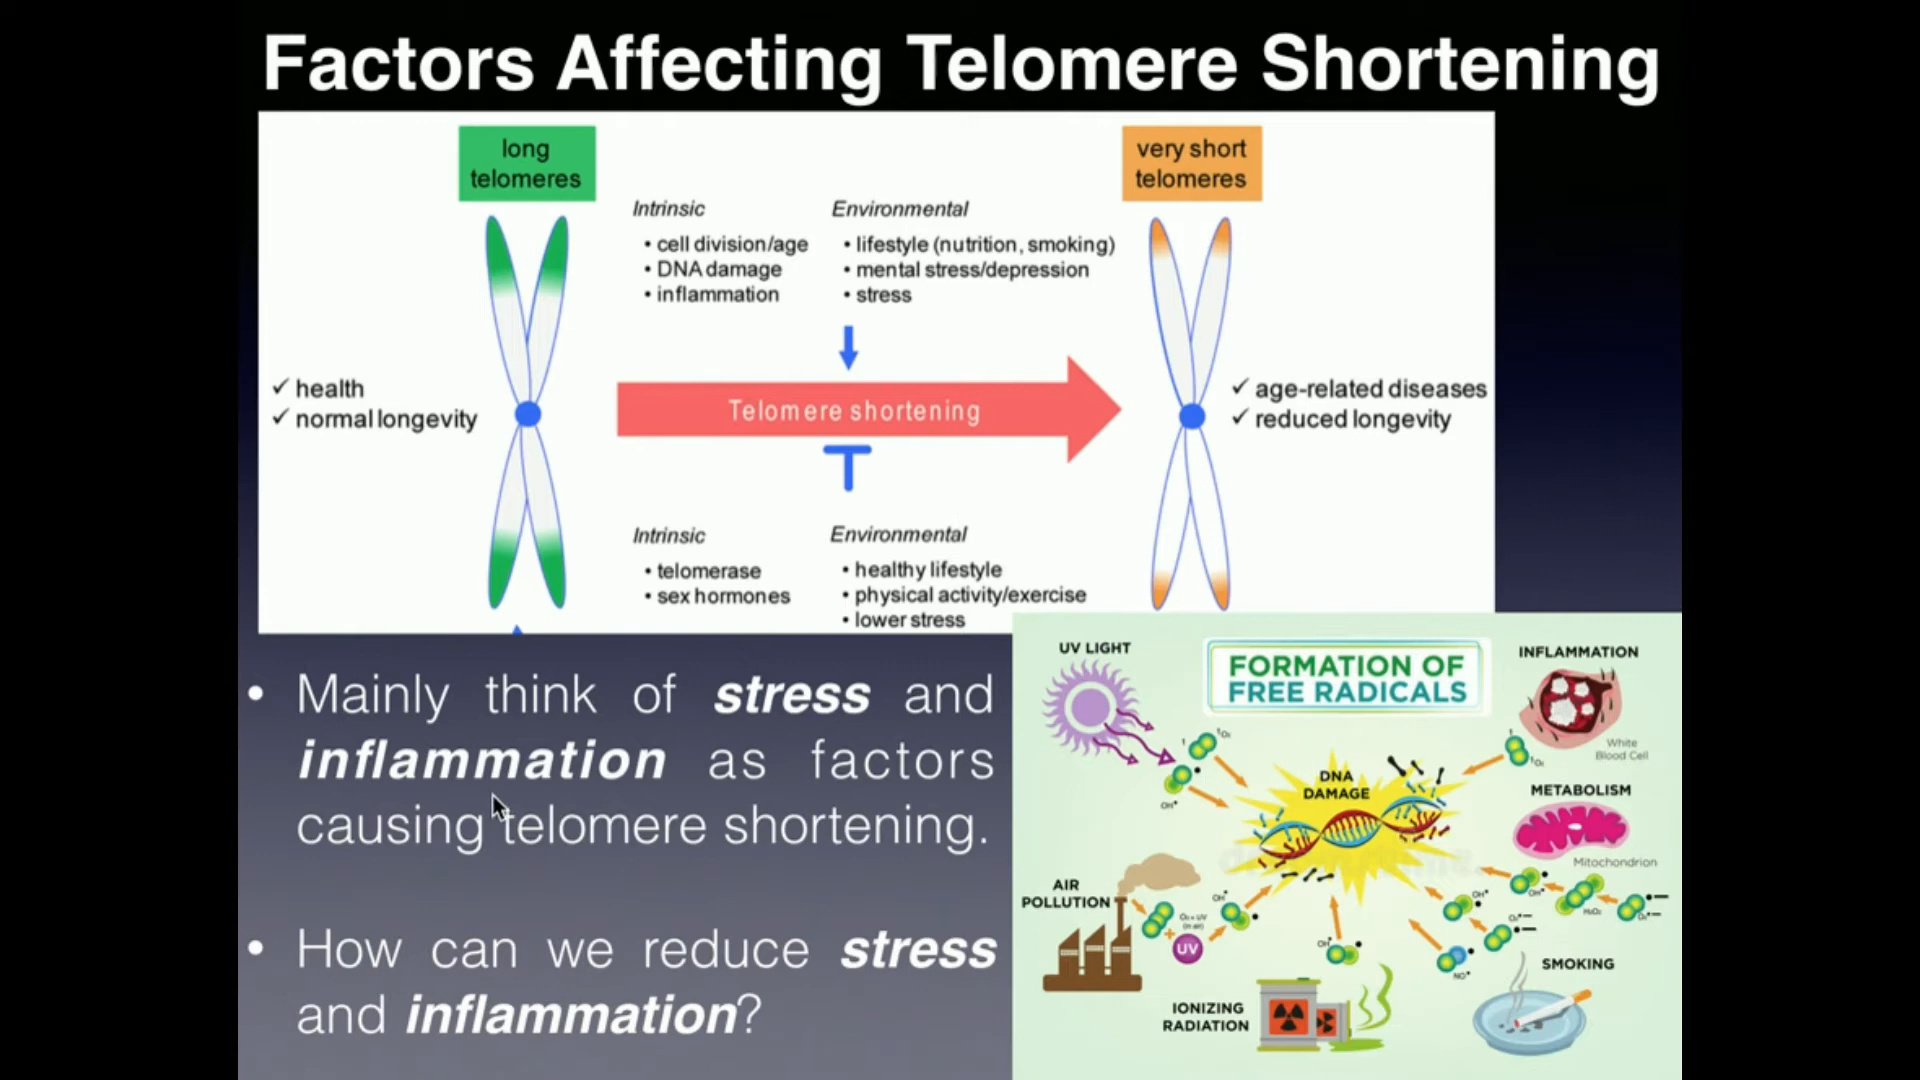 Factors Affecting Telomere Shortening
long
telomeres
very short
telomeres
Intrinsic
• cell division/age
• DNA damage
• inflammation
Environmental
• lifestyle (nutrition, smoking)
• mental stress/depression
• stress
✓ health
✓ normal longevity
Telomere shortening
✓ age-related diseases
✓ reduced longevity
Intrinsic
• telomerase
• sex hormones
Environmental
• healthy lifestyle
• physical activity/exercise
• lower stress
• Mainly think of stress and
inflammation as factors
causing telomere shortening.
• How can we reduce stress
and inflammation?
FORMATION OF
FREE RADICALS
UV LIGHT
INFLAMMATION
White
Blood Cell
DNA
DAMAGE
METABOLISM
Mitochondrion
AIR
POLLUTION
UV
IONIZING
RADIATION
SMOKING